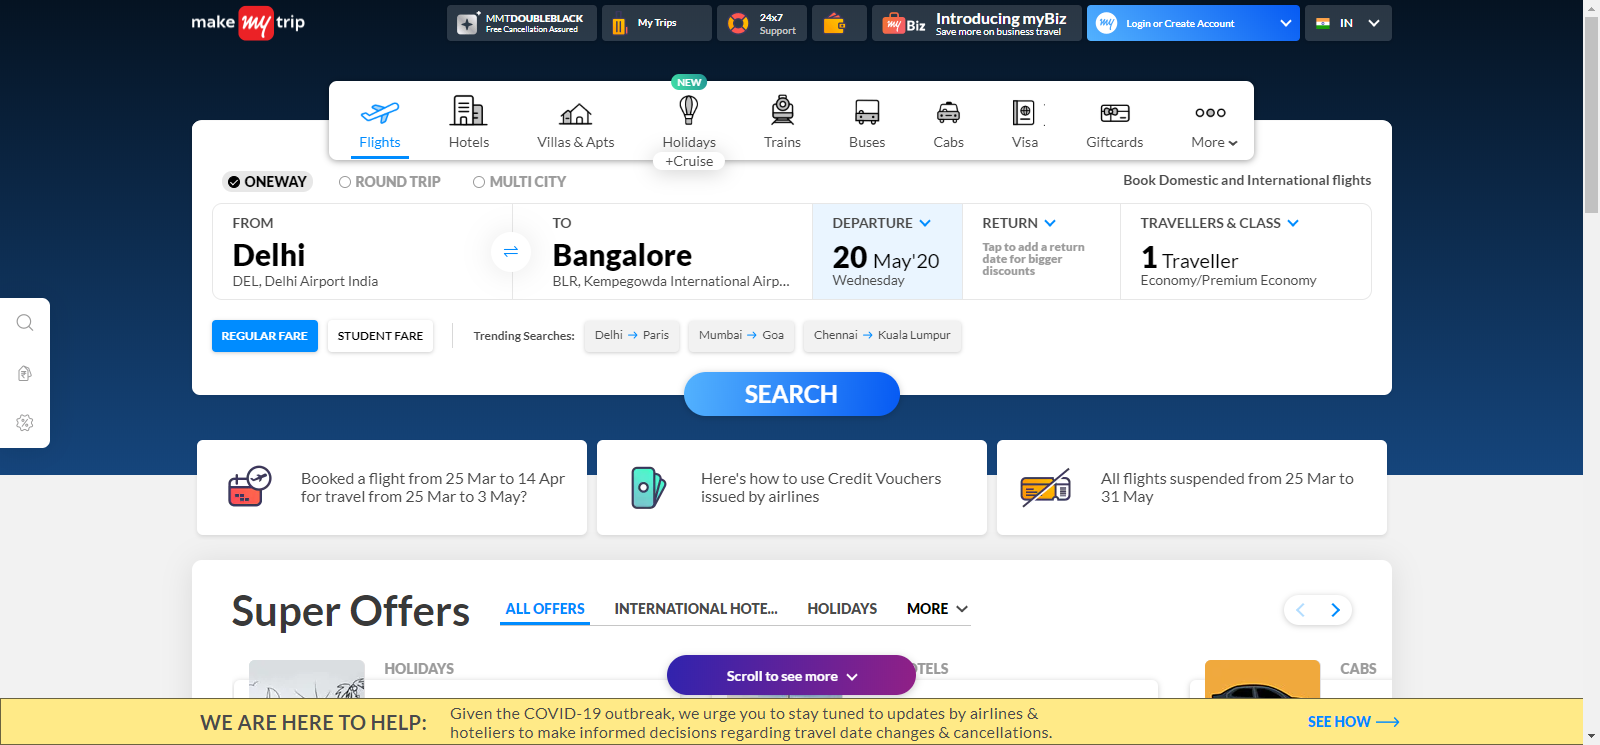 make my trip
MMTDOUBLEBLACK
Free Cancellation Assured
My Trips
24x7
Support
my Biz
Introducing myBiz
Save more on business travel
my
Login or Create Account
IN
NEW
Flights
Hotels
Villas & Apts
Holidays
+Cruise
Trains
Buses
Cabs
Visa
Giftcards
More
ONEWAY
ROUND TRIP
MULTI CITY
Book Domestic and International flights
FROM
Delhi
DEL, Delhi Airport India
TO
Bangalore
BLR, Kempegowda International Airp...
DEPARTURE
20 May'20
Wednesday
RETURN
Tap to add a return
date for bigger
discounts
TRAVELLERS & CLASS
1 Traveller
Economy/Premium Economy
REGULAR FARE
STUDENT FARE
Trending Searches:
Delhi → Paris
Mumbai → Goa
Chennai → Kuala Lumpur
SEARCH
Booked a flight from 25 Mar to 14 Apr
for travel from 25 Mar to 3 May?
Here's how to use Credit Vouchers
issued by airlines
All flights suspended from 25 Mar to
31 May
Super Offers
ALL OFFERS
INTERNATIONAL HOTE...
HOLIDAYS
MORE
HOLIDAYS
TELS
CABS
Scroll to see more
WE ARE HERE TO HELP:
Given the COVID-19 outbreak, we urge you to stay tuned to updates by airlines &
hoteliers to make informed decisions regarding travel date changes & cancellations.
SEE HOW